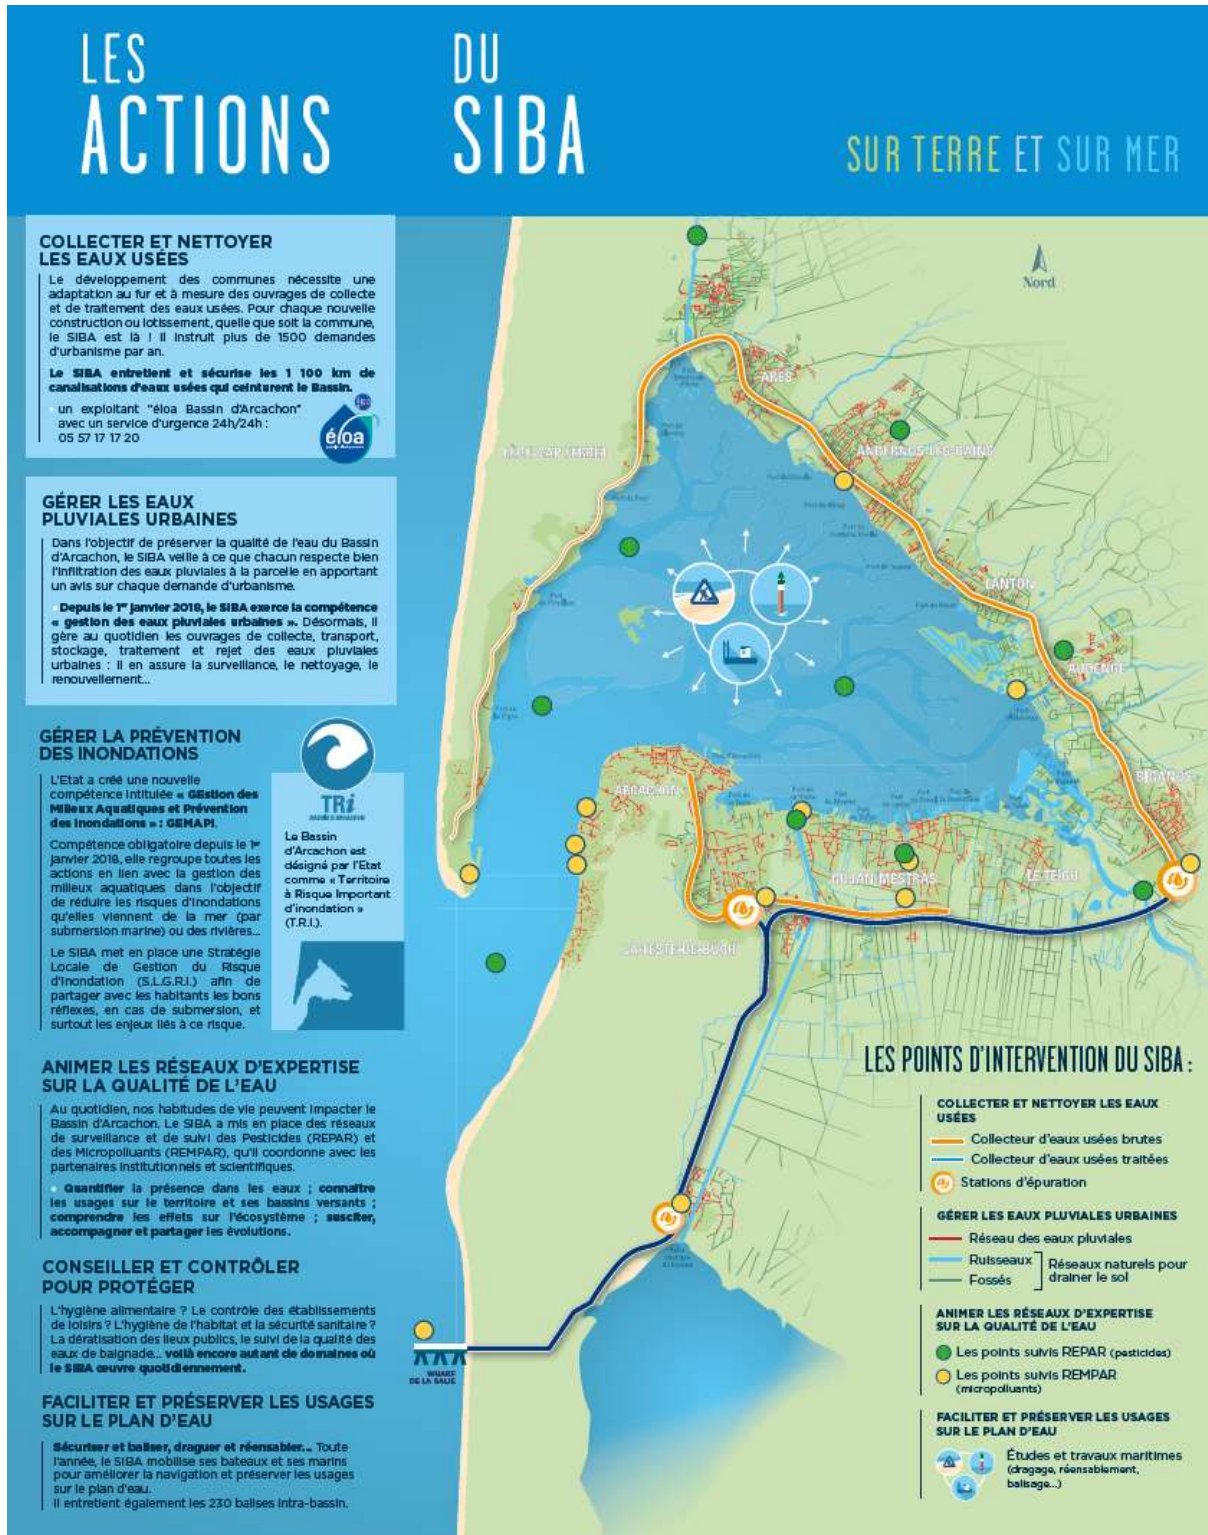 LES
ACTIONS
DU
SIBA
SUR TERRE ET SUR MER
COLLECTER ET NETTOYER
LES EAUX USÉES
Le développement des communes nécessite une
adaptation au fur et à mesure des ouvrages de collecte
et de traitement des eaux usées. Pour chaque nouvelle
construction ou lotissement, quelle que soit la commune,
le SIBA est là ! Il instruit plus de 1500 demandes
d'urbanisme par an.
Le SIBA entretient et sécurise les 1 100 km de
canalisations d'eaux usées qui ceinturent le Bassin.
un exploitant "éloa Bassin d'Arcachon"
avec un service d'urgence 24h/24h :
05 57 17 17 20
éloa
GÉRER LES EAUX
PLUVIALES URBAINES
Dans l'objectif de préserver la qualité de l'eau du Bassin
d'Arcachon, le SIBA veille à ce que chacun respecte bien
l'infiltration des eaux pluviales à la parcelle en apportant
un avis sur chaque demande d'urbanisme.
Depuis le 1er janvier 2018, le SIBA exerce la compétence
« gestion des eaux pluviales urbaines ». Désormais, il
gère au quotidien les ouvrages de collecte, transport,
stockage, traitement et rejet des eaux pluviales
urbaines : il en assure la surveillance, le nettoyage, le
renouvellement...
GÉRER LA PRÉVENTION
DES INONDATIONS
L'Etat a créé une nouvelle
compétence intitulée « GEstion des
Milieux Aquatiques et Prévention
des Inondations » : GEMAPI.
Compétence obligatoire depuis le 1er
janvier 2018, elle regroupe toutes les
actions en lien avec la gestion des
milieux aquatiques dans l'objectif
de réduire les risques d'inondations
qu'elles viennent de la mer (par
submersion marine) ou des rivières...
Le SIBA met en place une Stratégie
Locale de Gestion du Risque
d'Inondation (S.L.G.R.I.) afin de
partager avec les habitants les bons
réflexes, en cas de submersion, et
surtout les enjeux liés à ce risque.
TRi
Le Bassin
d'Arcachon est
désigné par l'Etat
comme « Territoire
à Risque Important
d'inondation »
(T.R.I.).
ANIMER LES RÉSEAUX D'EXPERTISE
SUR LA QUALITÉ DE L'EAU
Au quotidien, nos habitudes de vie peuvent impacter le
Bassin d'Arcachon. Le SIBA a mis en place des réseaux
de surveillance et de suivi des Pesticides (REPAR) et
des Micropolluants (REMPAR), qu'il coordonne avec les
partenaires institutionnels et scientifiques.
Quantifier la présence dans les eaux ; connaître
les usages sur le territoire et ses bassins versants ;
comprendre les effets sur l'écosystème ; susciter,
accompagner et partager les évolutions.
CONSEILLER ET CONTRÔLER
POUR PROTÉGER
L'hygiène alimentaire ? Le contrôle des établissements
de loisirs ? L'hygiène de l'habitat et la sécurité sanitaire ?
La dératisation des lieux publics, le suivi de la qualité des
eaux de baignade... voilà encore autant de domaines où
le SIBA œuvre quotidiennement.
FACILITER ET PRÉSERVER LES USAGES
SUR LE PLAN D'EAU
Sécuriser et baliser, draguer et réensabler... Toute
l'année, le SIBA mobilise ses bateaux et ses marins
pour améliorer la navigation et préserver les usages
sur le plan d'eau.
Il entretient également les 230 balises intra-bassin.
Nord
ARES
LÈGE-CAP FERRET
ANDERNOS-LES-BAINS
LANTON
AUDENGE
BIGANOS
ARCACHON
GUJAN MESTRAS
LE TEICH
LA TESTE DE BUCH
WHARF
DE LA SALIE
LES POINTS D'INTERVENTION DU SIBA :
COLLECTER ET NETTOYER LES EAUX
USÉES
Collecteur d'eaux usées brutes
Collecteur d'eaux usées traitées
Stations d'épuration
GÉRER LES EAUX PLUVIALES URBAINES
Réseau des eaux pluviales
Ruisseaux
Fossés
Réseaux naturels pour
drainer le sol
ANIMER LES RÉSEAUX D'EXPERTISE
SUR LA QUALITÉ DE L'EAU
Les points suivis REPAR (pesticides)
Les points suivis REMPAR
(micropolluants)
FACILITER ET PRÉSERVER LES USAGES
SUR LE PLAN D'EAU
Études et travaux maritimes
(dragage, réensablement,
balisage...)